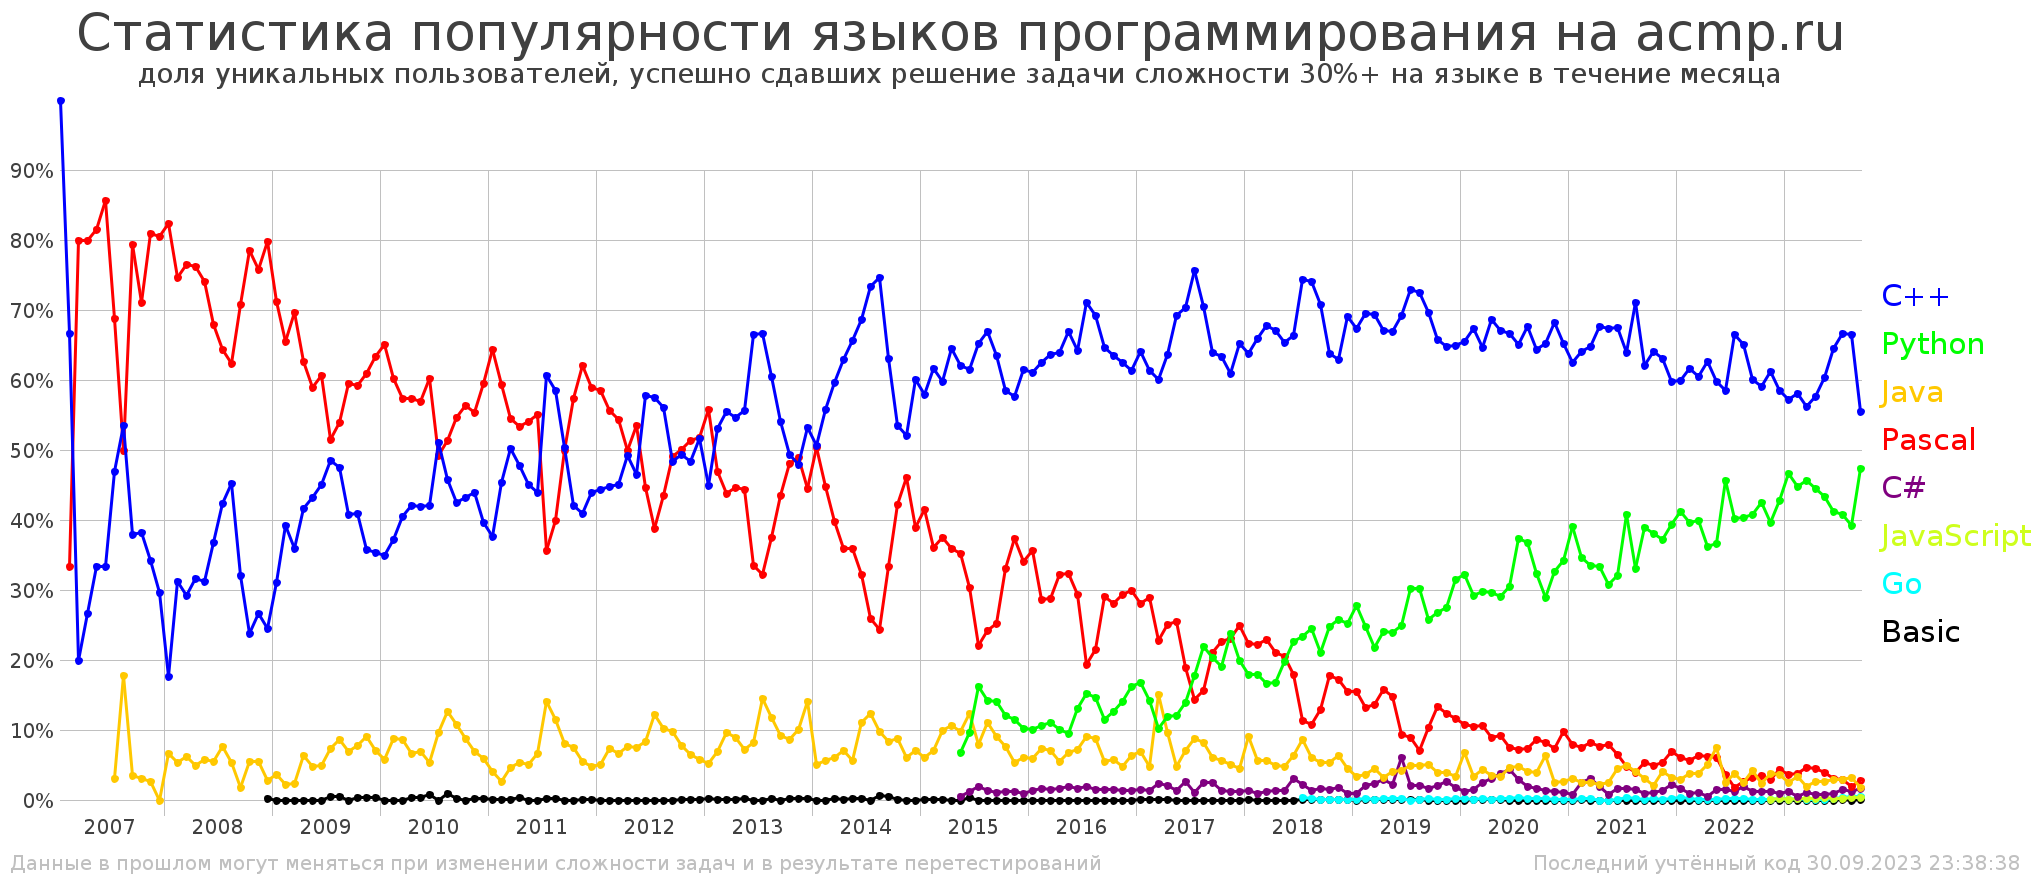 Статистика популярности языков программирования на acmp.ru
доля уникальных пользователей, успешно сдавших решение задачи сложности 30%+ на языке в течение месяца
90%
80%
70%
60%
50%
40%
30%
20%
10%
0%
C++
Python
Java
Pascal
C#
JavaScript
Go
Basic
2007 2008 2009 2010 2011 2012 2013 2014 2015 2016 2017 2018 2019 2020 2021 2022
Данные в прошлом могут меняться при изменении сложности задач и в результате перетестирований
Последний учтённый код 30.09.2023 23:38:38